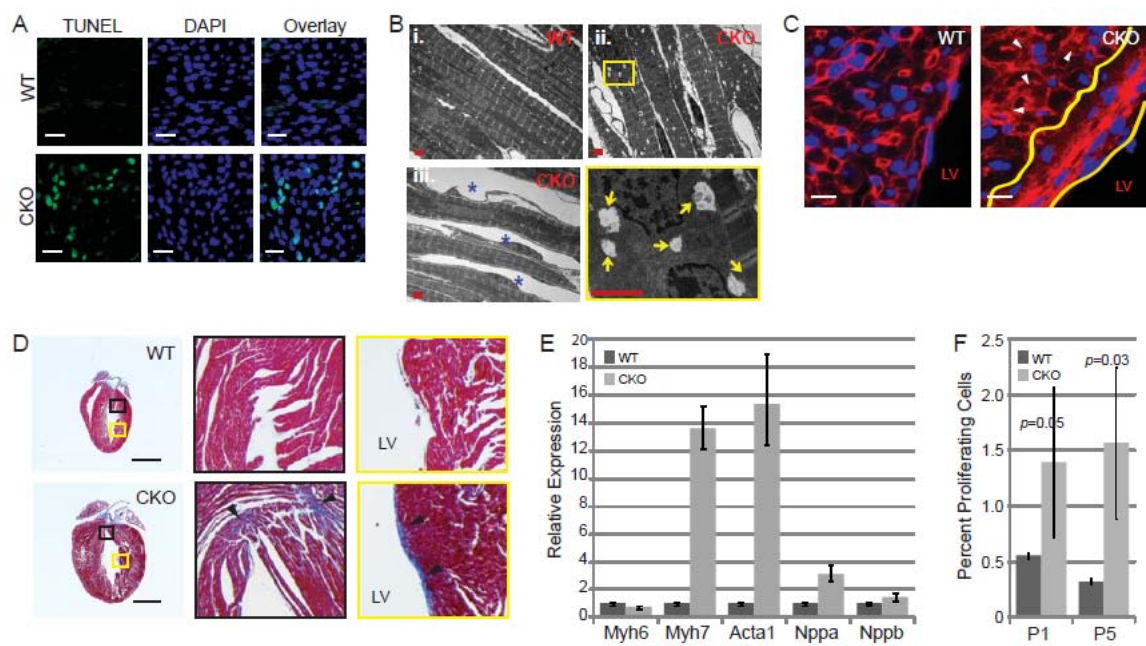 A
TUNEL DAPI Overlay
WT
CKO
B
i. WT
ii. CKO
iii. CKO
*
*
*
C
WT
LV
CKO
LV
D
WT
LV
CKO
LV
E
Relative Expression
20
18
16
14
12
10
8
6
4
2
0
WT
CKO
Myh6 Myh7 Acta1 Nppa Nppb
F
Percent Proliferating Cells
2.5
2.0
1.5
1.0
0.5
0.0
WT
CKO
p=0.03
p=0.05
P1 P5